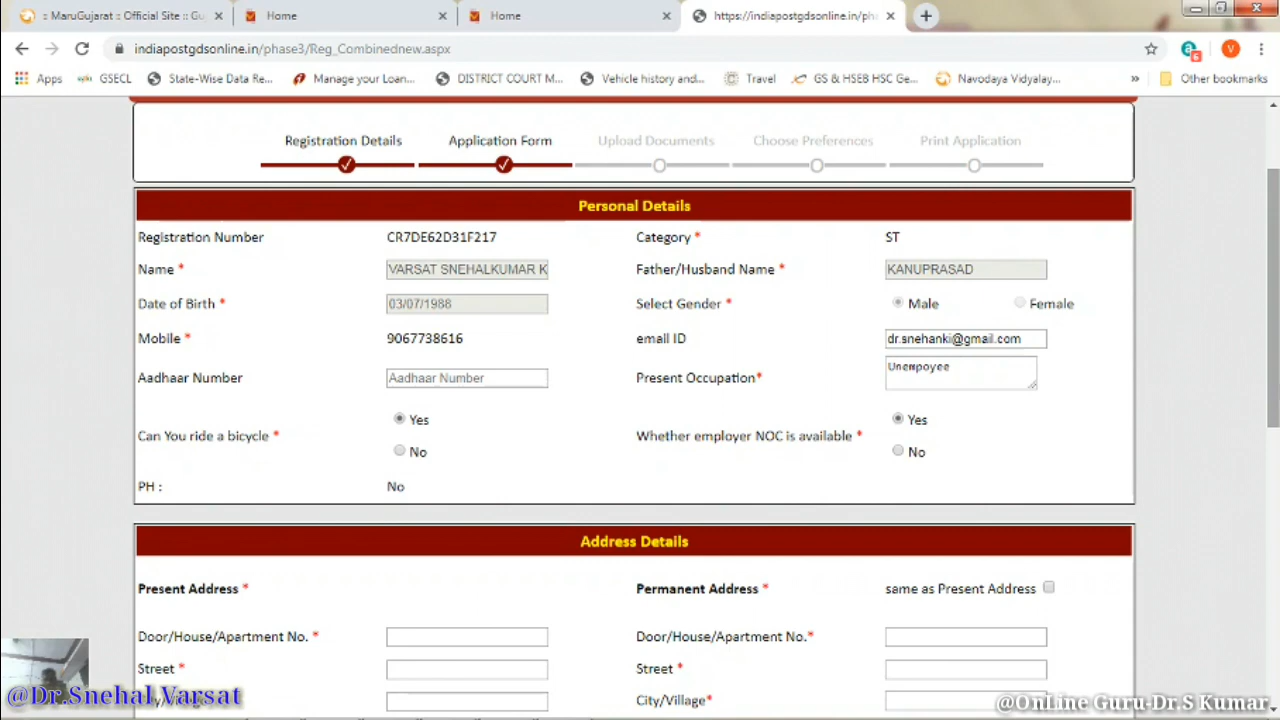 :: MaruGujarat :: Official Site :: Gu
Home
Home
https://indiapostgdsonline.in/pha
indiapostgdsonline.in/phase3/Reg_Combinednew.aspx
Apps
GSECL
State-Wise Data Re...
Manage your Loan...
DISTRICT COURT M...
Vehicle history and...
Travel
GS & HSEB HSC Ge...
Navodaya Vidyalay...
»
Other bookmarks
Registration Details
Application Form
Upload Documents
Choose Preferences
Print Application
Personal Details
Registration Number CR7DE62D31F217 Category * ST
Name * VARSAT SNEHALKUMAR K Father/Husband Name * KANUPRASAD
Date of Birth * 03/07/1988 Select Gender * Male Female
Mobile * 9067738616 email ID dr.snehanki@gmail.com
Aadhaar Number Aadhaar Number Present Occupation* Unempoyee
Can You ride a bicycle * Yes No Whether employer NOC is available * Yes No
PH : No
Address Details
Present Address * Permanent Address * same as Present Address
Door/House/Apartment No. * Door/House/Apartment No.*
Street * Street *
City/Village*
@Dr.Snehal Varsat
@OnLine Guru-Dr.S Kumar